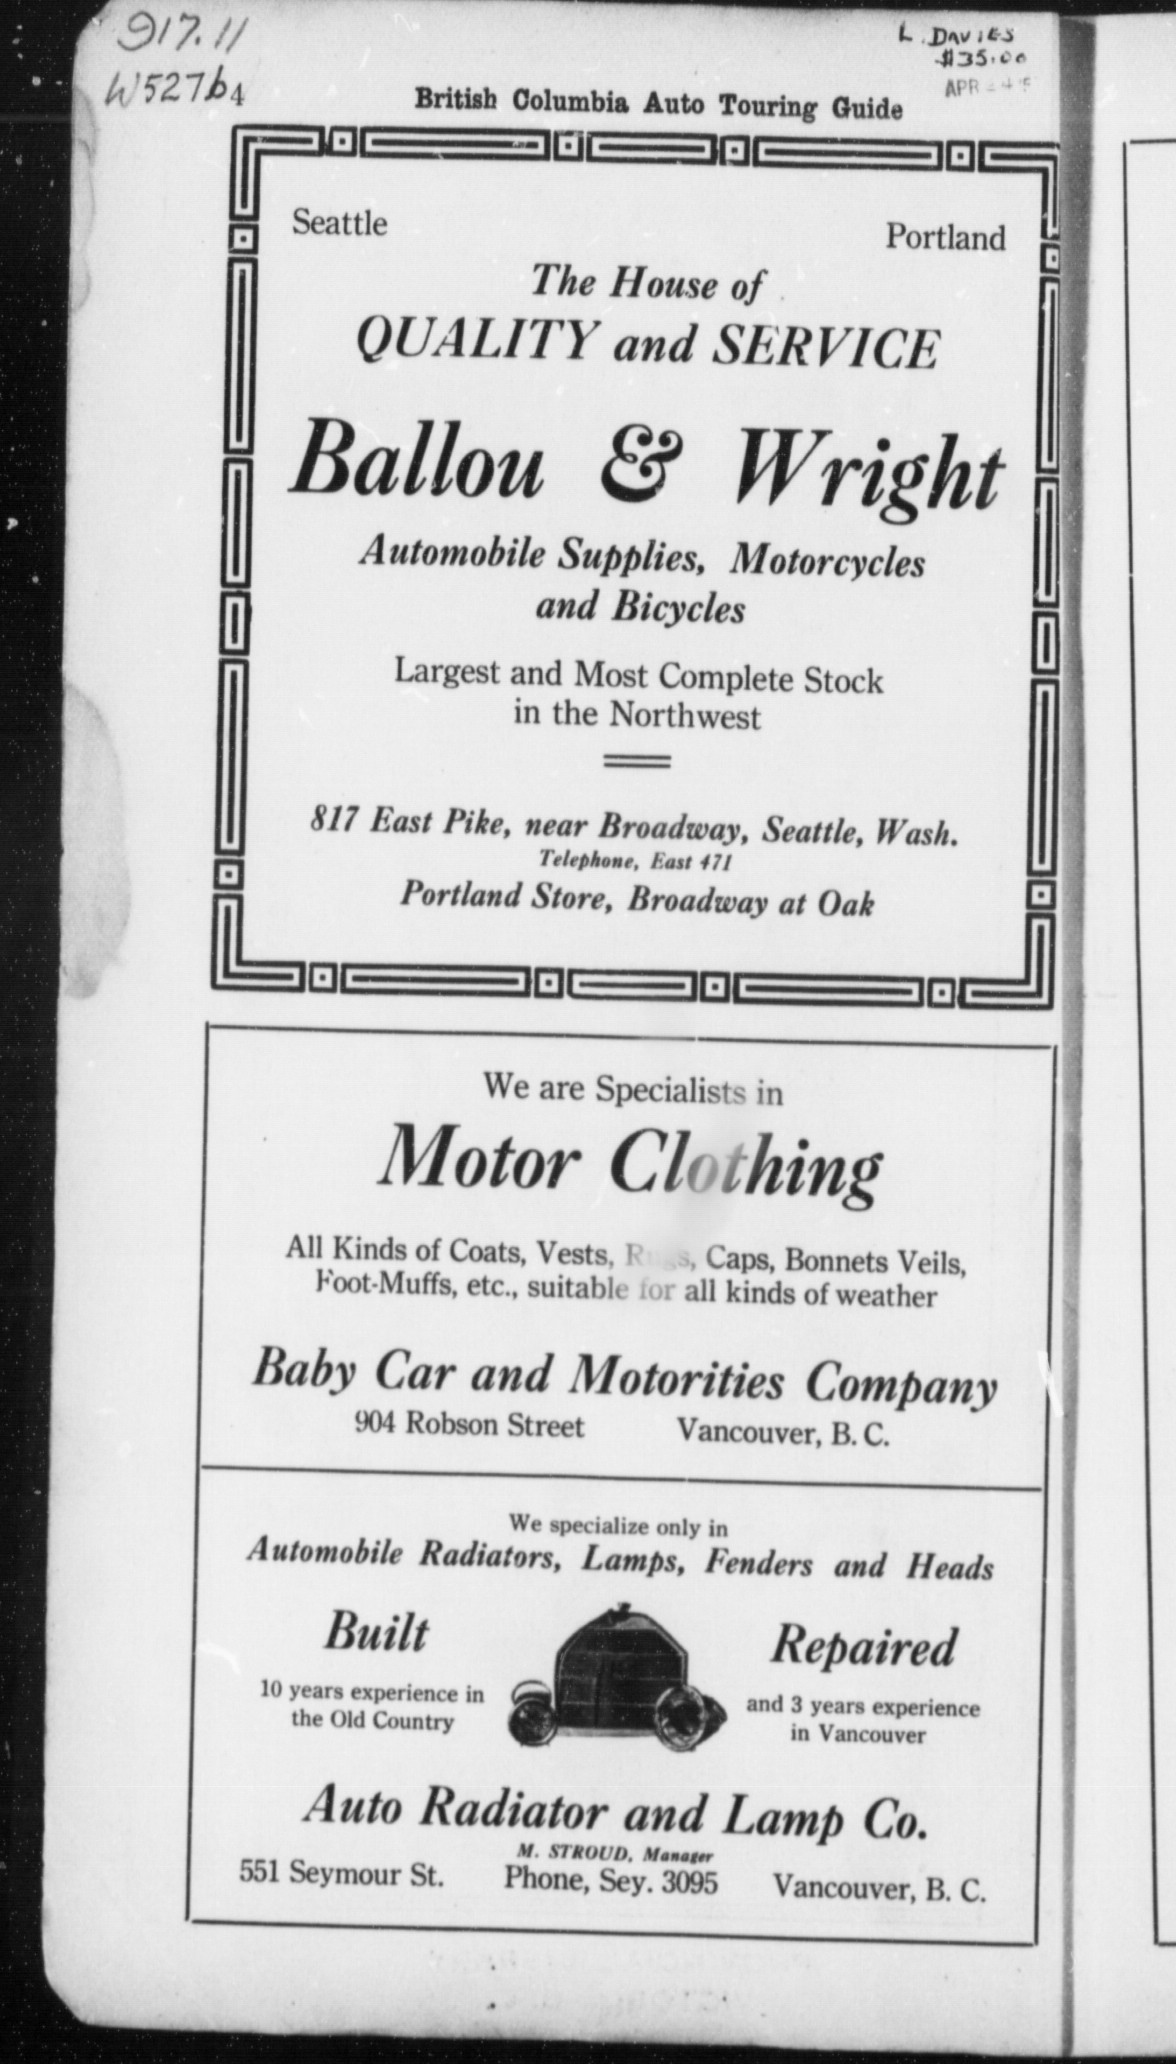 917.11
W527b4
L. DAVIES
$135.00
APR
British Columbia Auto Touring Guide
Seattle Portland
The House of
QUALITY and SERVICE
Ballou & Wright
Automobile Supplies, Motorcycles
and Bicycles
Largest and Most Complete Stock
in the Northwest
817 East Pike, near Broadway, Seattle, Wash.
Telephone, East 471
Portland Store, Broadway at Oak
We are Specialists in
Motor Clothing
All Kinds of Coats, Vests, Rugs, Caps, Bonnets Veils,
Foot-Muffs, etc., suitable for all kinds of weather
Baby Car and Motorities Company
904 Robson Street Vancouver, B. C.
We specialize only in
Automobile Radiators, Lamps, Fenders and Heads
Built Repaired
10 years experience in
the Old Country
and 3 years experience
in Vancouver
Auto Radiator and Lamp Co.
M. STROUD, Manager
551 Seymour St. Phone, Sey. 3095 Vancouver, B. C.